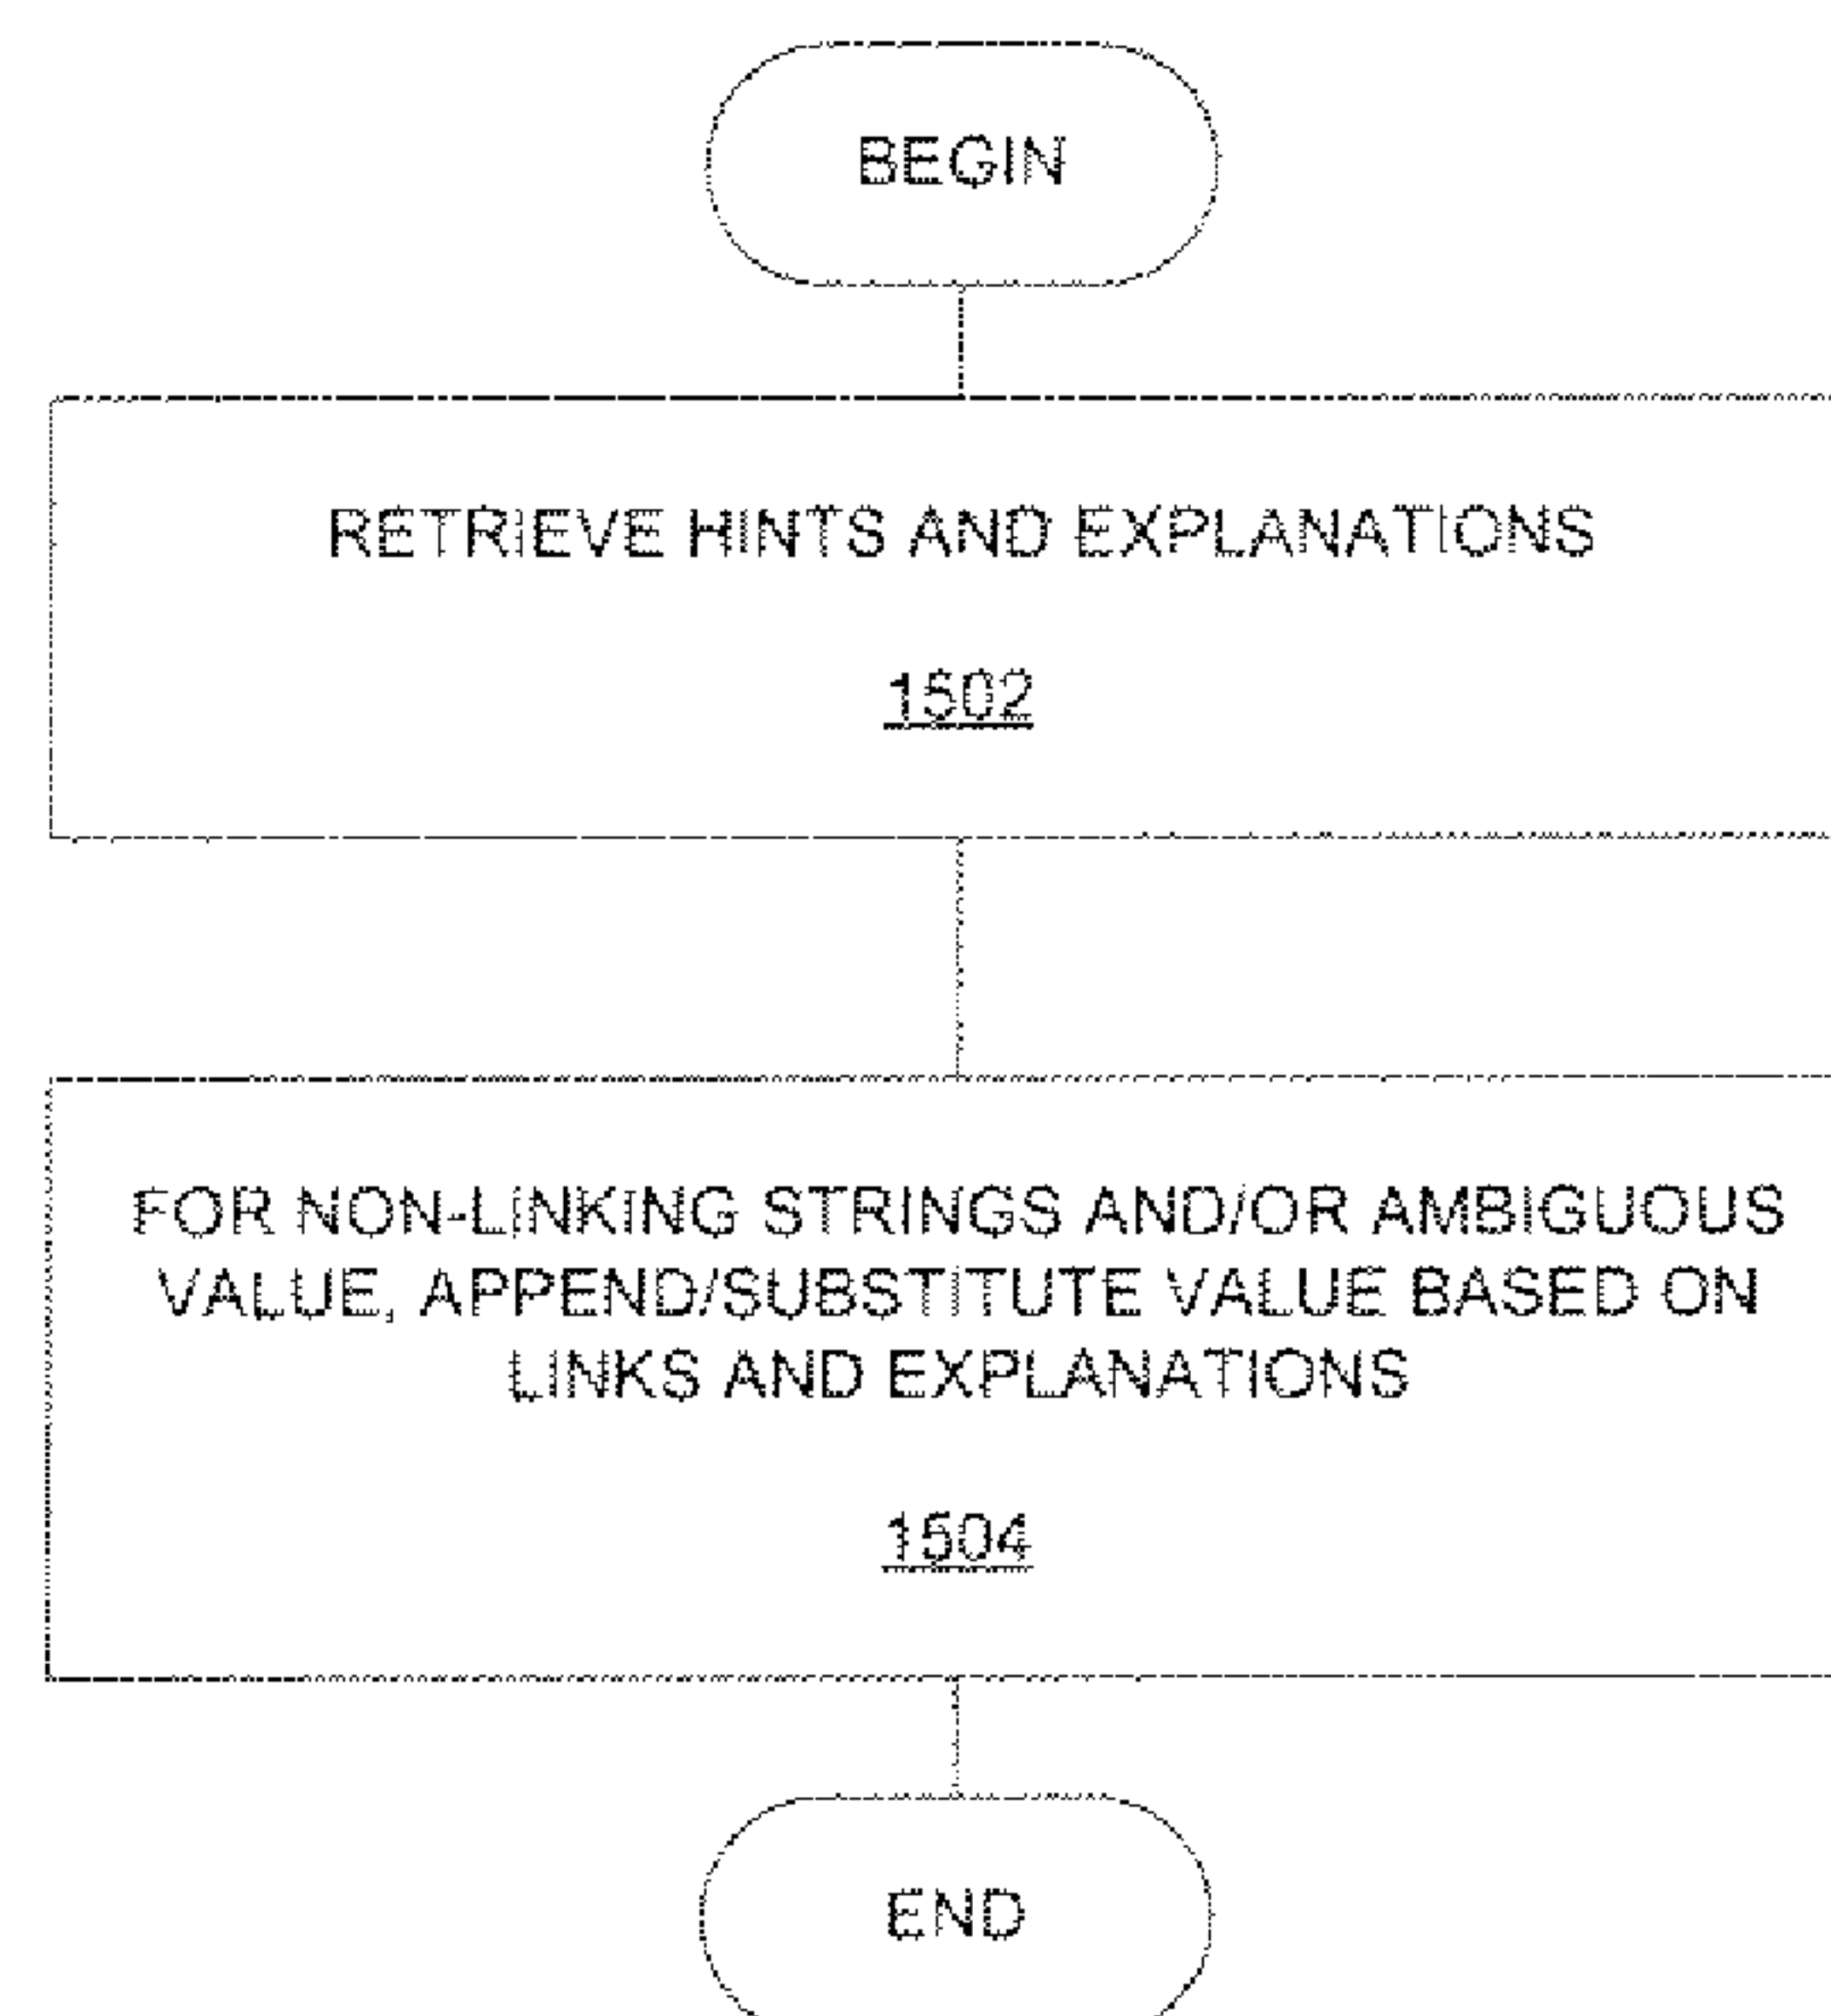 BEGIN
RETRIEVE HINTS AND EXPLANATIONS
1502
FOR NON-LINKING STRINGS AND/OR AMBIGUOUS
VALUE, APPEND/SUBSTITUTE VALUE BASED ON
LINKS AND EXPLANATIONS
1504
END